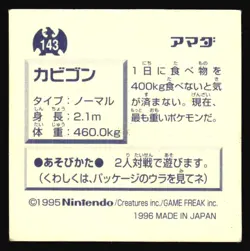 143
アマダ
カビゴン
タイプ：ノーマル
身長：2.1m
体重：460.0kg
1日に食べ物を
400kg食べないと気
が済まない。現在、
最も重いポケモンだ。
●あそびかた● 2人対戦で遊びます。
(くわしくは、パッケージのウラを見てネ)
©1995 Nintendo/Creatures inc./GAME FREAK inc.
1996 MADE IN JAPAN